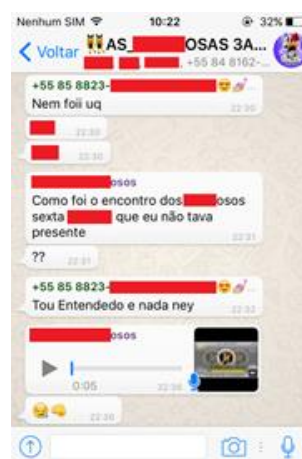 Nenhum SIM 10:22 32%
Voltar AS_ OSAS 3A...
, +55 84 8162-...
+55 85 8823-
Nem foii uq
22:30
22:30
22:30
osos
Como foi o encontro dos osos
sexta que eu não tava
presente
22:31
?? 22:31
+55 85 8823-
Tou Entendedo e nada ney
22:32
osos
0:05 22:36
22:36